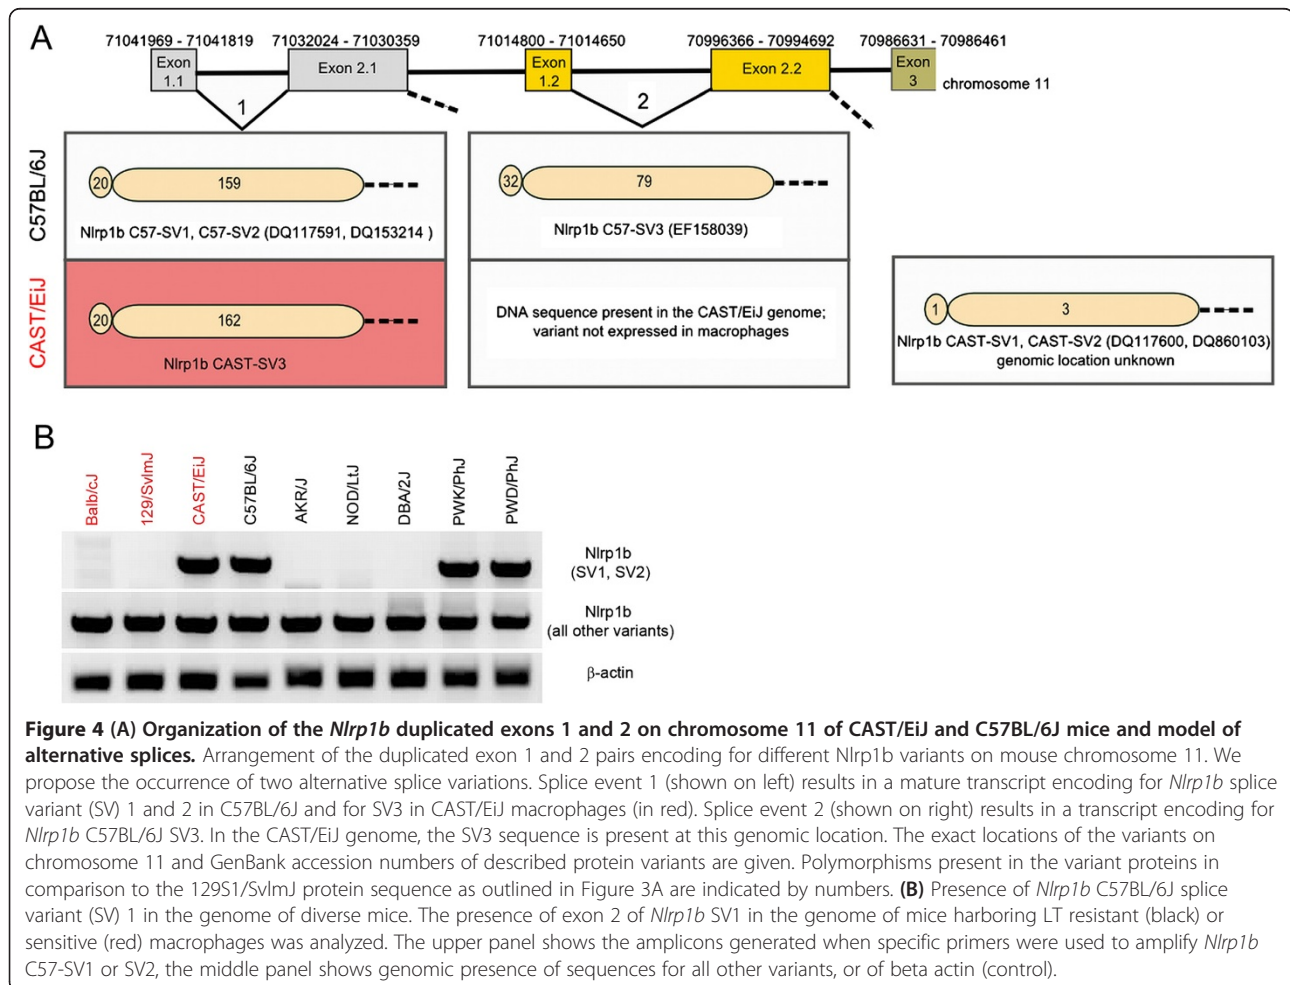 A
71041969 - 71041819 71032024 - 71030359 71014800 - 71014650 70996366 - 70994692 70986631 - 70986461
Exon 1.1
Exon 2.1
Exon 1.2
Exon 2.2
Exon 3
chromosome 11
1
2
C57BL/6J
20 159
Nlrp1b C57-SV1, C57-SV2 (DQ117591, DQ153214 )
32 79
Nlrp1b C57-SV3 (EF158039)
CAST/EiJ
20 162
Nlrp1b CAST-SV3
DNA sequence present in the CAST/EiJ genome;
variant not expressed in macrophages
1 3
Nlrp1b CAST-SV1, CAST-SV2 (DQ117600, DQ860103)
genomic location unknown
B
Balb/cJ
129/SvlmJ
CAST/EiJ
C57BL/6J
AKR/J
NOD/LtJ
DBA/2J
PWK/PhJ
PWD/PhJ
Nlrp1b
(SV1, SV2)
Nlrp1b
(all other variants)
β-actin
Figure 4 (A) Organization of the Nlrp1b duplicated exons 1 and 2 on chromosome 11 of CAST/EiJ and C57BL/6J mice and model of
alternative splices. Arrangement of the duplicated exon 1 and 2 pairs encoding for different Nlrp1b variants on mouse chromosome 11. We
propose the occurrence of two alternative splice variations. Splice event 1 (shown on left) results in a mature transcript encoding for Nlrp1b splice
variant (SV) 1 and 2 in C57BL/6J and for SV3 in CAST/EiJ macrophages (in red). Splice event 2 (shown on right) results in a transcript encoding for
Nlrp1b C57BL/6J SV3. In the CAST/EiJ genome, the SV3 sequence is present at this genomic location. The exact locations of the variants on
chromosome 11 and GenBank accession numbers of described protein variants are given. Polymorphisms present in the variant proteins in
comparison to the 129S1/SvlmJ protein sequence as outlined in Figure 3A are indicated by numbers. (B) Presence of Nlrp1b C57BL/6J splice
variant (SV) 1 in the genome of diverse mice. The presence of exon 2 of Nlrp1b SV1 in the genome of mice harboring LT resistant (black) or
sensitive (red) macrophages was analyzed. The upper panel shows the amplicons generated when specific primers were used to amplify Nlrp1b
C57-SV1 or SV2, the middle panel shows genomic presence of sequences for all other variants, or of beta actin (control).